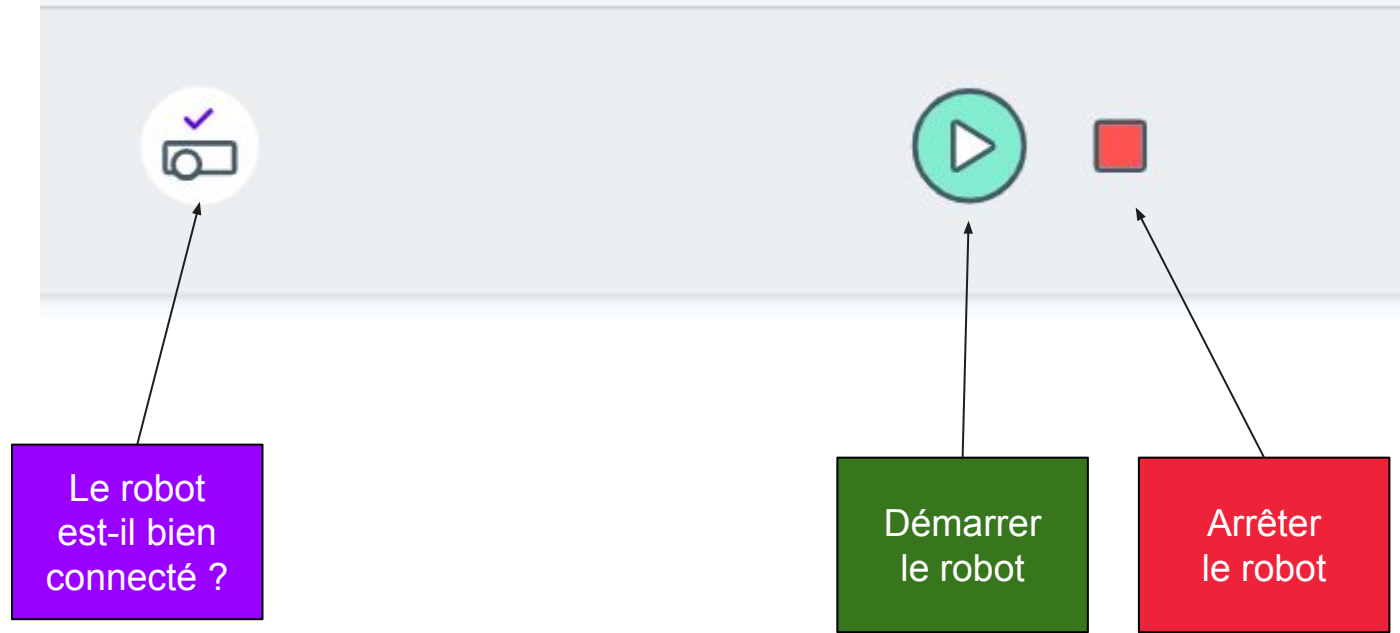 Le robot
est-il bien
connecté ?
Démarrer
le robot
Arrêter
le robot